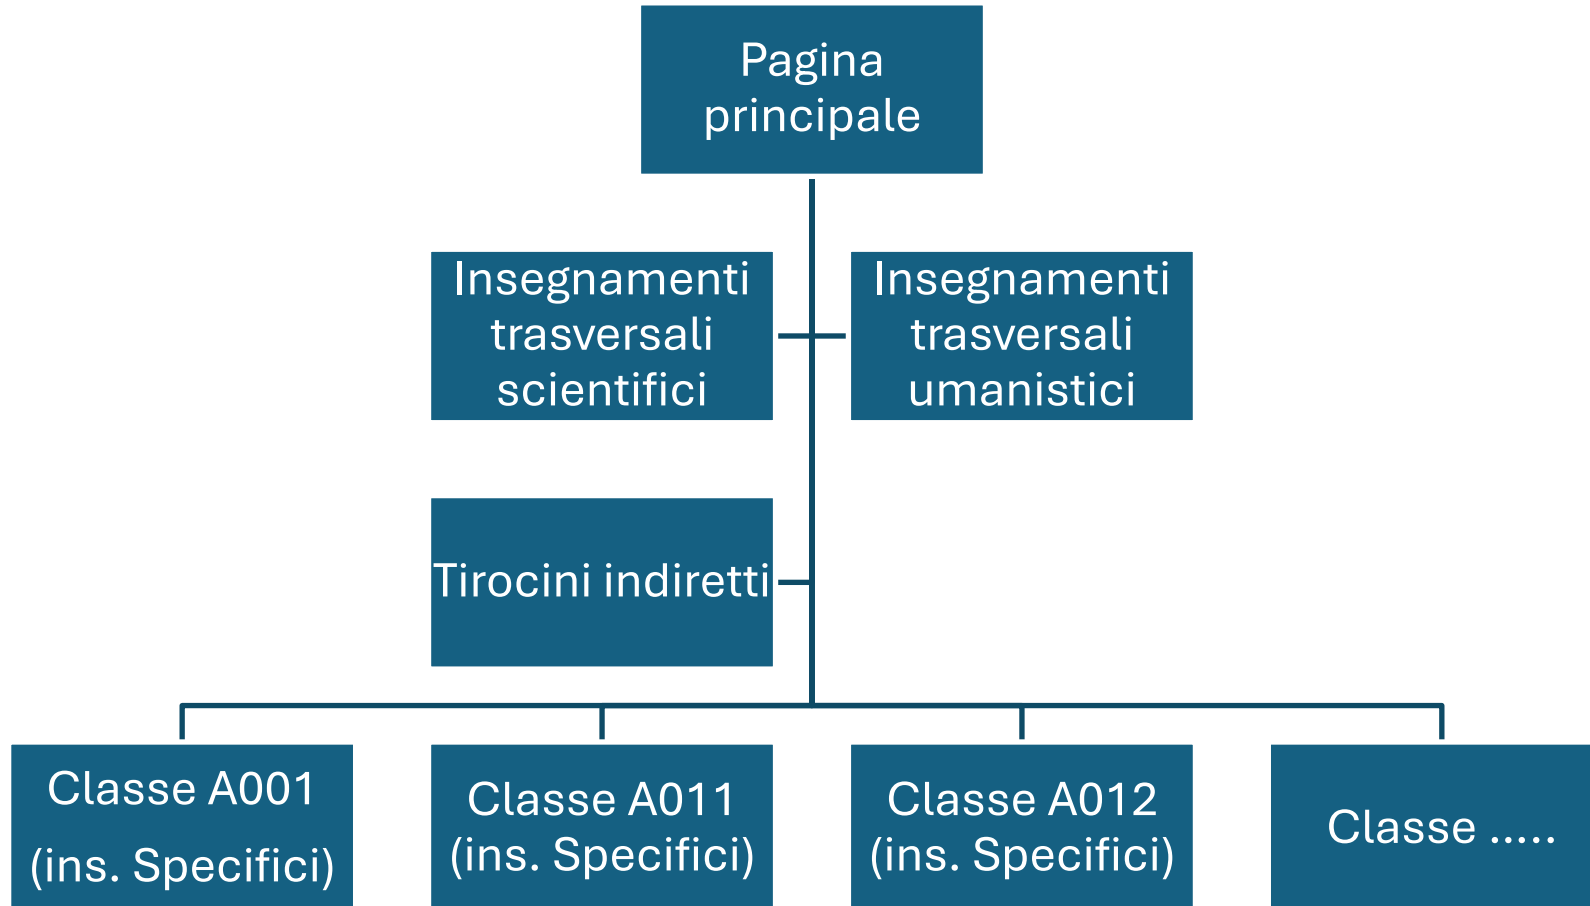 Pagina
principale
Insegnamenti
trasversali
scientifici
Insegnamenti
trasversali
umanistici
Tirocini indiretti
Classe A001
(ins. Specifici)
Classe A011
(ins. Specifici)
Classe A012
(ins. Specifici)
Classe .....